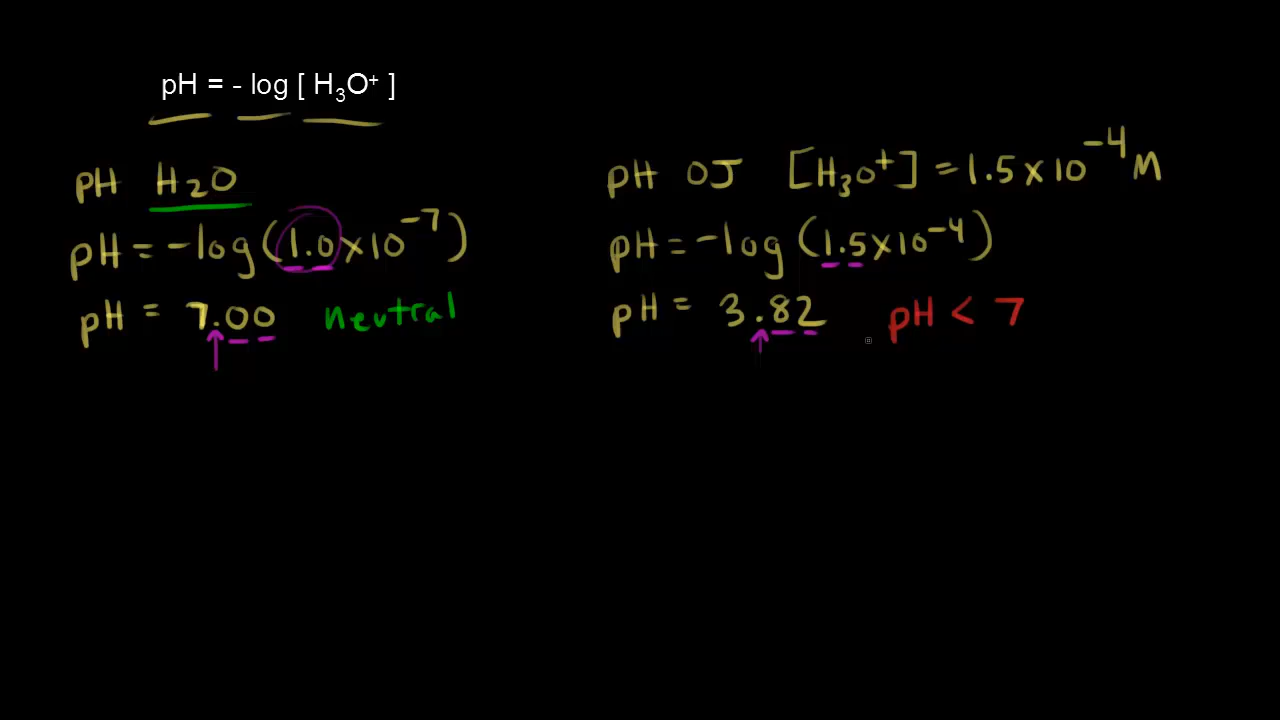 pH = - log [ H₃O⁺ ]
pH H₂O
pH = -log (1.0 x 10⁻⁷)
pH = 7.00 neutral
pH OJ [H₃O⁺] = 1.5 x 10⁻⁴ M
pH = -log (1.5 x 10⁻⁴)
pH = 3.82 pH < 7